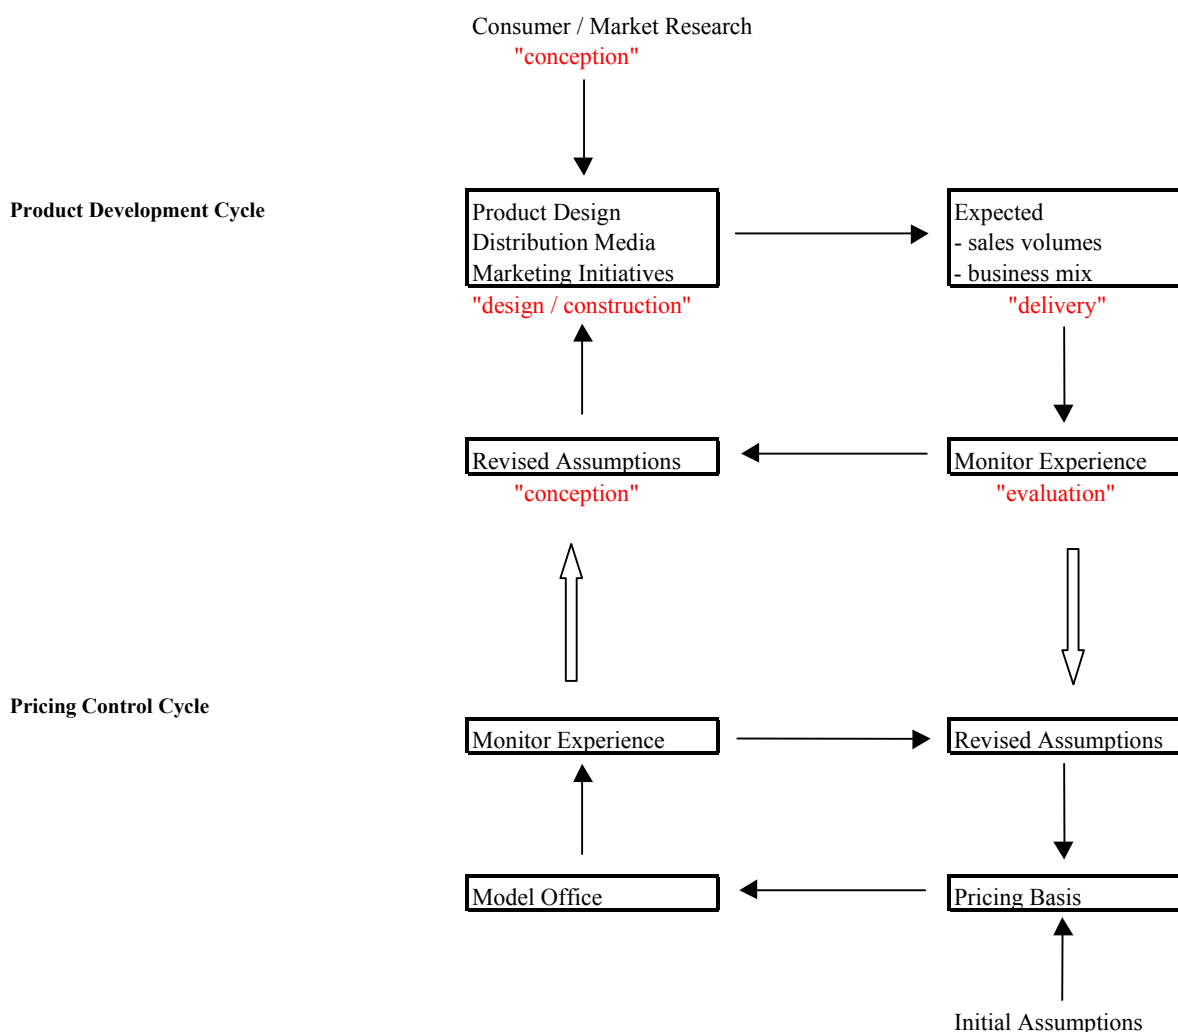 Consumer / Market Research
"conception"
Product Development Cycle
Product Design
Distribution Media
Marketing Initiatives
"design / construction"
Expected
- sales volumes
- business mix
"delivery"
Revised Assumptions
"conception"
Monitor Experience
"evaluation"
Pricing Control Cycle
Monitor Experience
Revised Assumptions
Model Office
Pricing Basis
Initial Assumptions